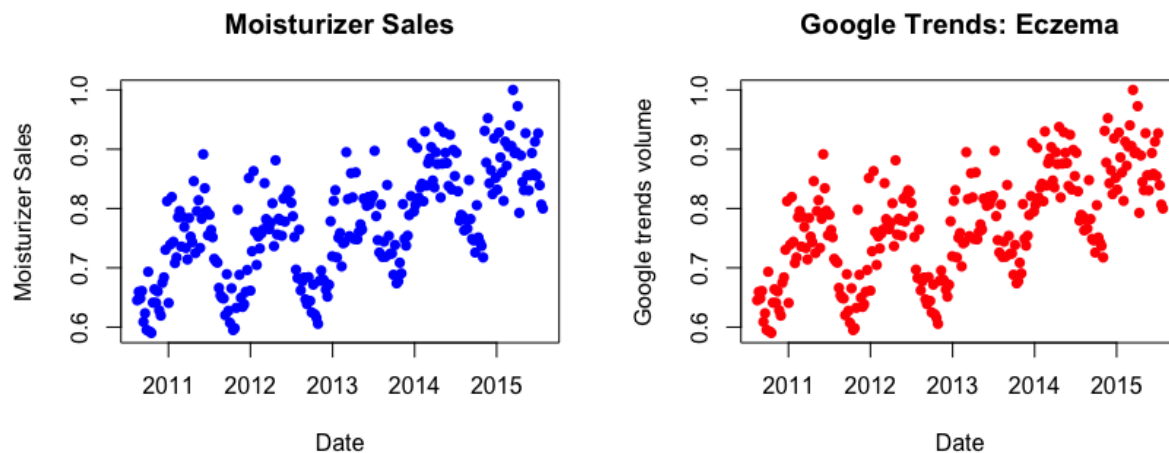 Moisturizer Sales
Moisturizer Sales
1.0
0.9
0.8
0.7
0.6
2011 2012 2013 2014 2015
Date
Google Trends: Eczema
Google trends volume
1.0
0.9
0.8
0.7
0.6
2011 2012 2013 2014 2015
Date